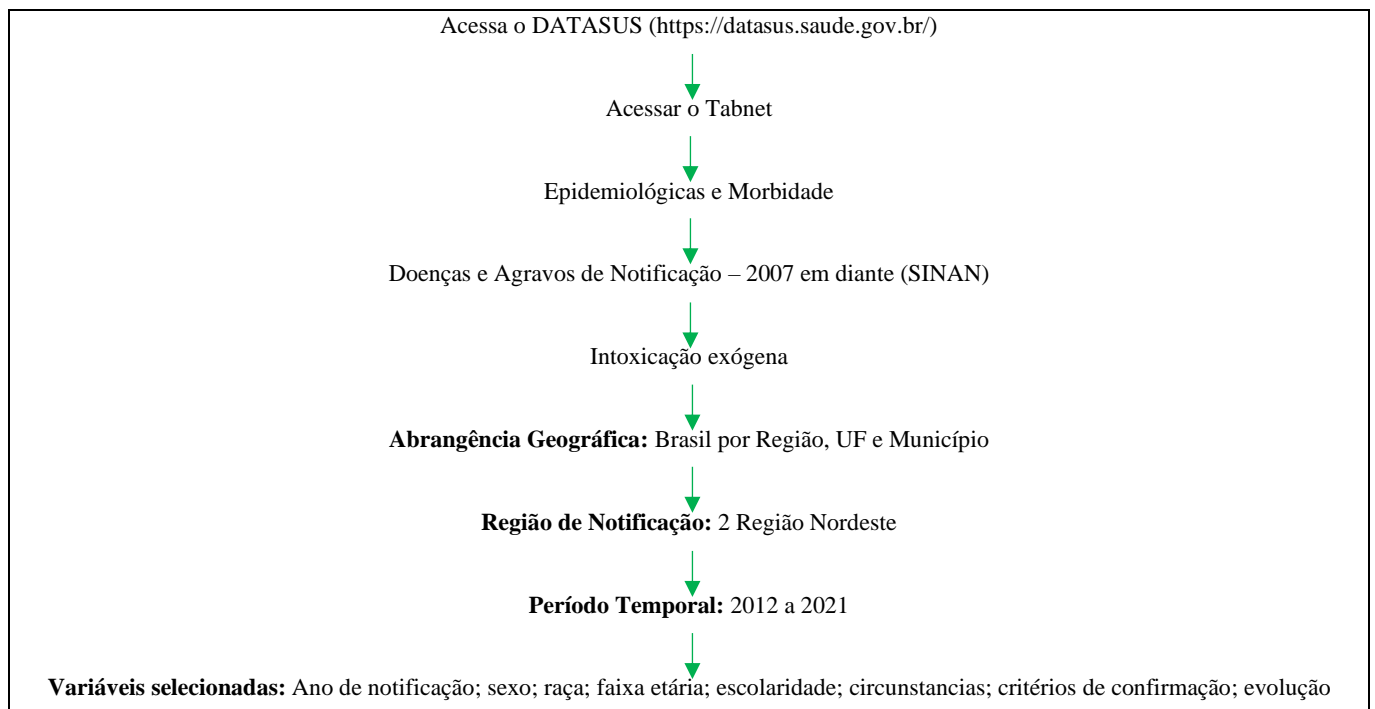 Acessa o DATASUS (https://datasus.saude.gov.br/)
Acessar o Tabnet
Epidemiológicas e Morbidade
Doenças e Agravos de Notificação – 2007 em diante (SINAN)
Intoxicação exógena
Abrangência Geográfica: Brasil por Região, UF e Município
Região de Notificação: 2 Região Nordeste
Período Temporal: 2012 a 2021
Variáveis selecionadas: Ano de notificação; sexo; raça; faixa etária; escolaridade; circunstancias; critérios de confirmação; evolução